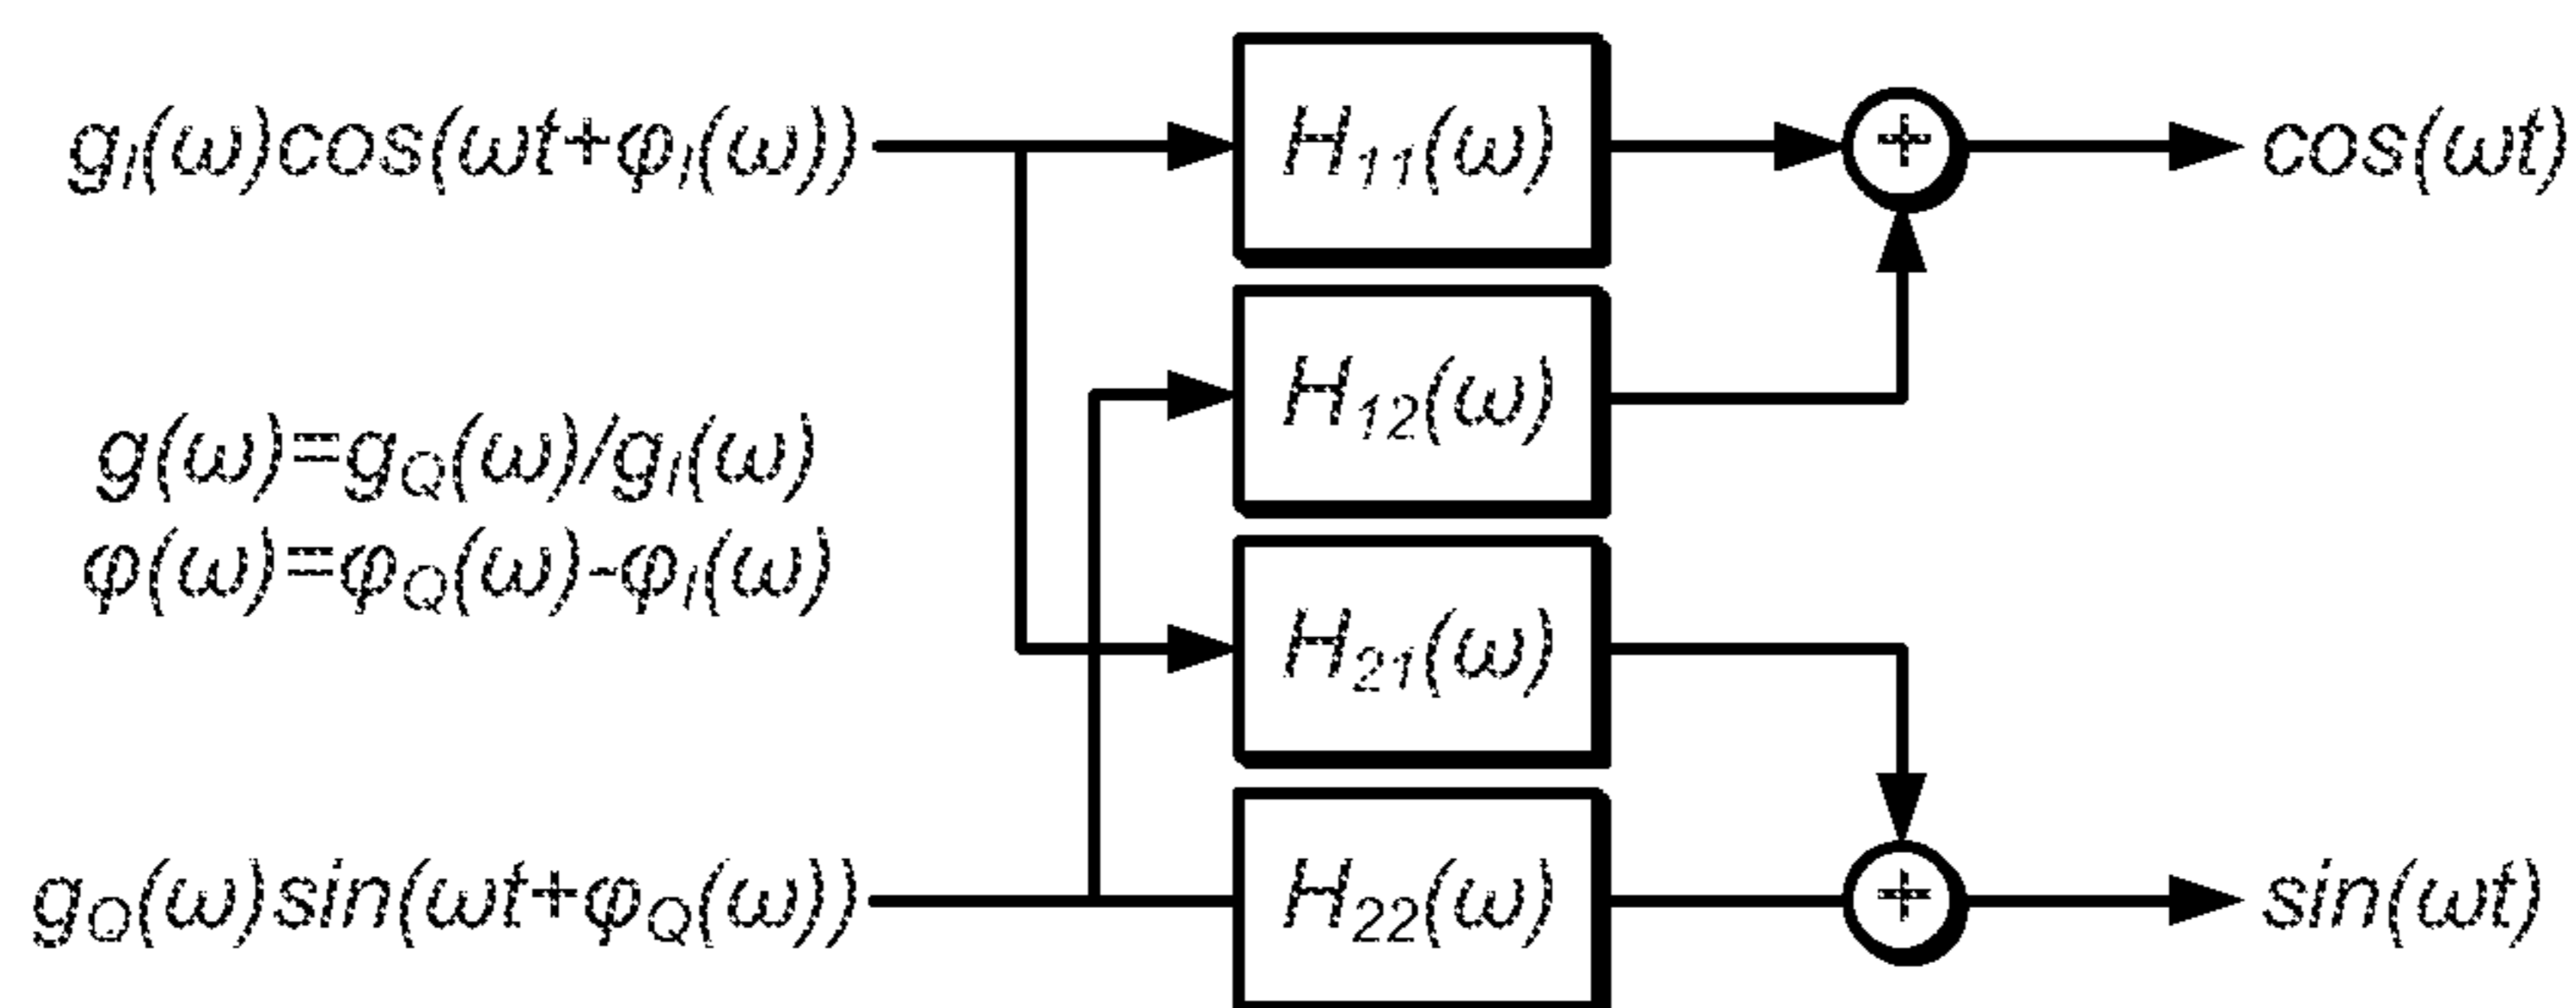 g_I(ω)cos(ωt+φ_I(ω))
H_11(ω)
+
cos(ωt)
H_12(ω)
g(ω)=g_Q(ω)/g_I(ω)
φ(ω)=φ_Q(ω)-φ_I(ω)
H_21(ω)
g_Q(ω)sin(ωt+φ_Q(ω))
H_22(ω)
+
sin(ωt)